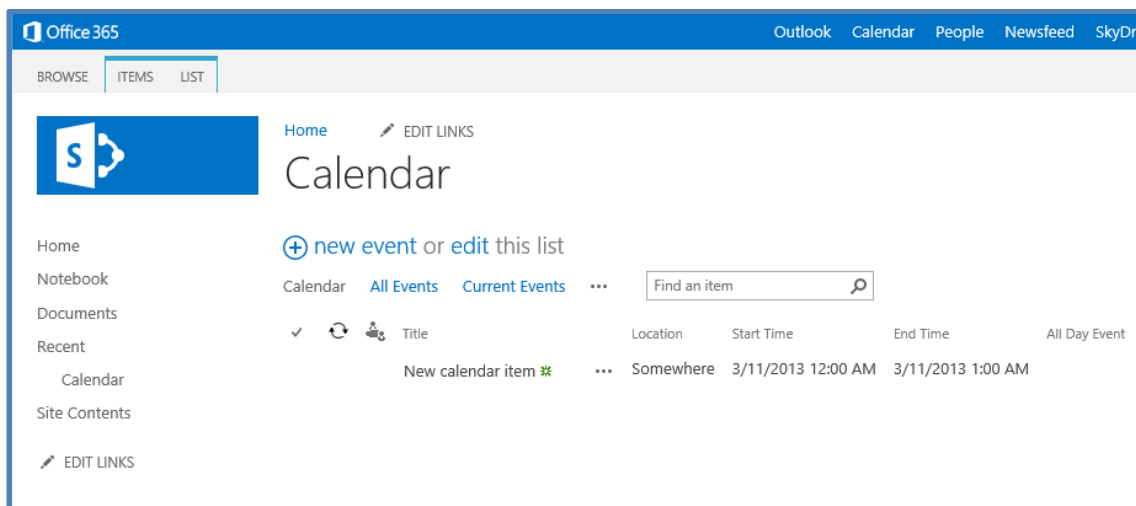 Office 365 Outlook Calendar People Newsfeed SkyDr
BROWSE ITEMS LIST
S
Home EDIT LINKS
Calendar
Home
Notebook
Documents
Recent
Calendar
Site Contents
EDIT LINKS
new event or edit this list
Calendar All Events Current Events ••• Find an item
Title Location Start Time End Time All Day Event
New calendar item ••• Somewhere 3/11/2013 12:00 AM 3/11/2013 1:00 AM